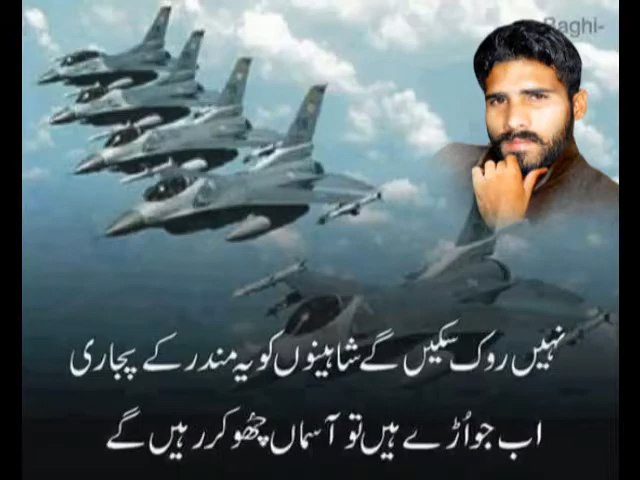 Baghi-
نہیں روک سکیں گے شاہینوں کو یہ مندر کے پجاری
اب جو اُڑے ہیں تو آسماں چھو کر رہیں گے